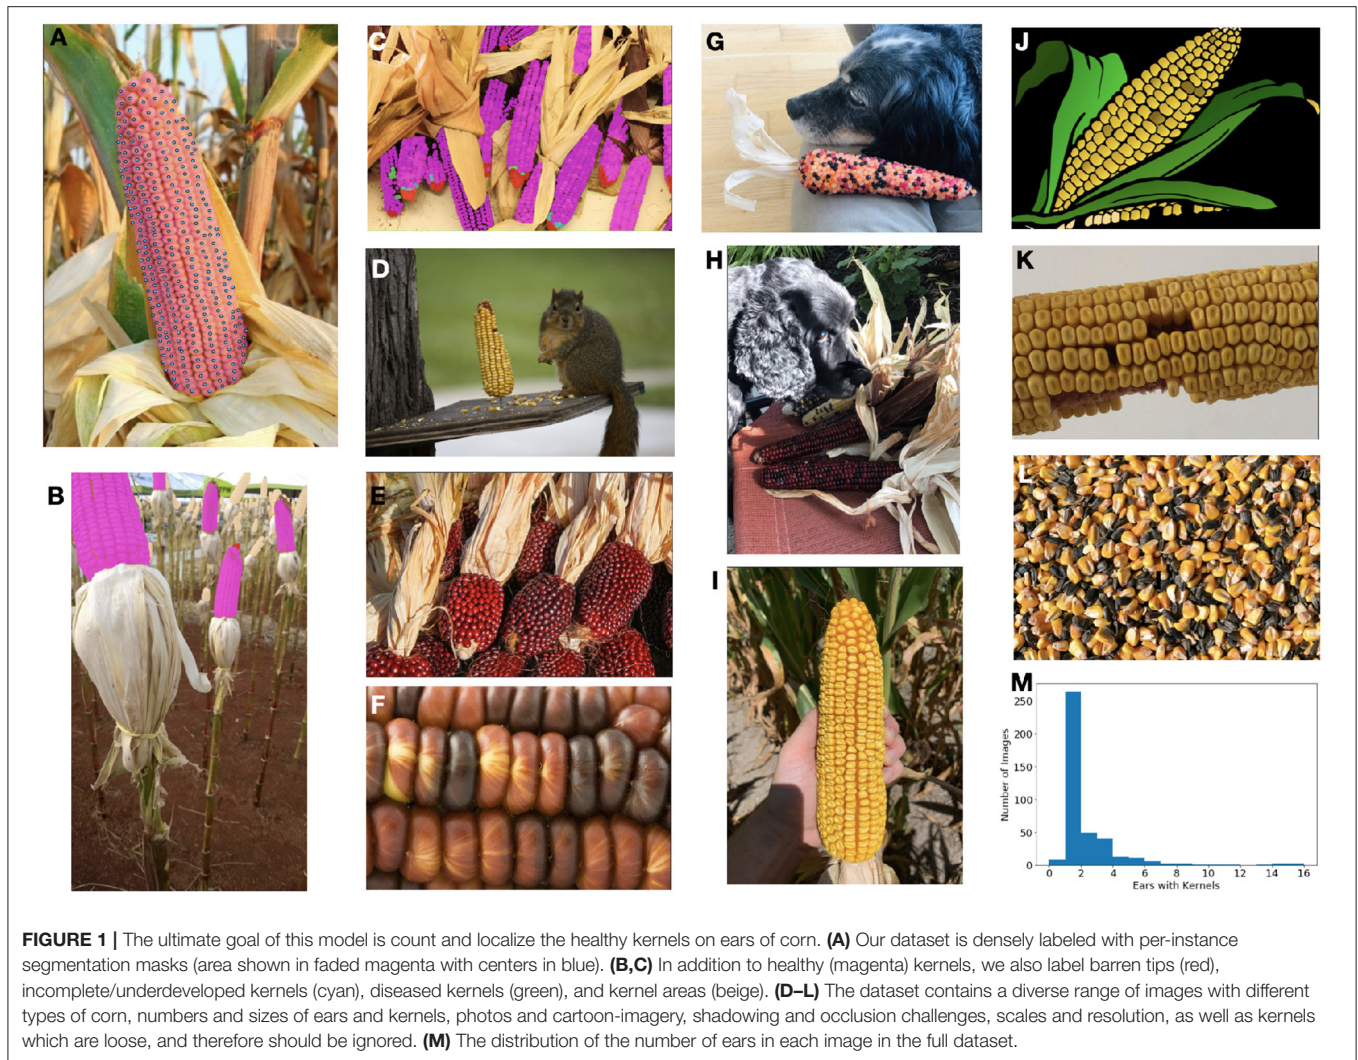 A
B
C
D
E
F
G
H
I
J
K
L
M
250
200
150
100
50
0
Number of Images
0 2 4 6 8 10 12 14 16
Ears with Kernels
FIGURE 1 | The ultimate goal of this model is count and localize the healthy kernels on ears of corn. (A) Our dataset is densely labeled with per-instance
segmentation masks (area shown in faded magenta with centers in blue). (B,C) In addition to healthy (magenta) kernels, we also label barren tips (red),
incomplete/underdeveloped kernels (cyan), diseased kernels (green), and kernel areas (beige). (D–L) The dataset contains a diverse range of images with different
types of corn, numbers and sizes of ears and kernels, photos and cartoon-imagery, shadowing and occlusion challenges, scales and resolution, as well as kernels
which are loose, and therefore should be ignored. (M) The distribution of the number of ears in each image in the full dataset.